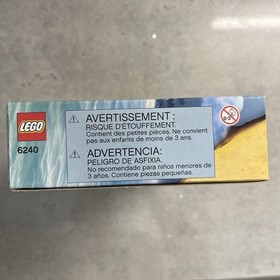 LEGO
6240
AVERTISSEMENT :
RISQUE D'ÉTOUFFEMENT.
Contient des petites pièces. Ne convient
pas aux enfants de moins de 3 ans.
ADVERTENCIA:
PELIGRO DE ASFIXIA.
No recomendado para niños menores de
3 años. Contiene piezas pequeñas.